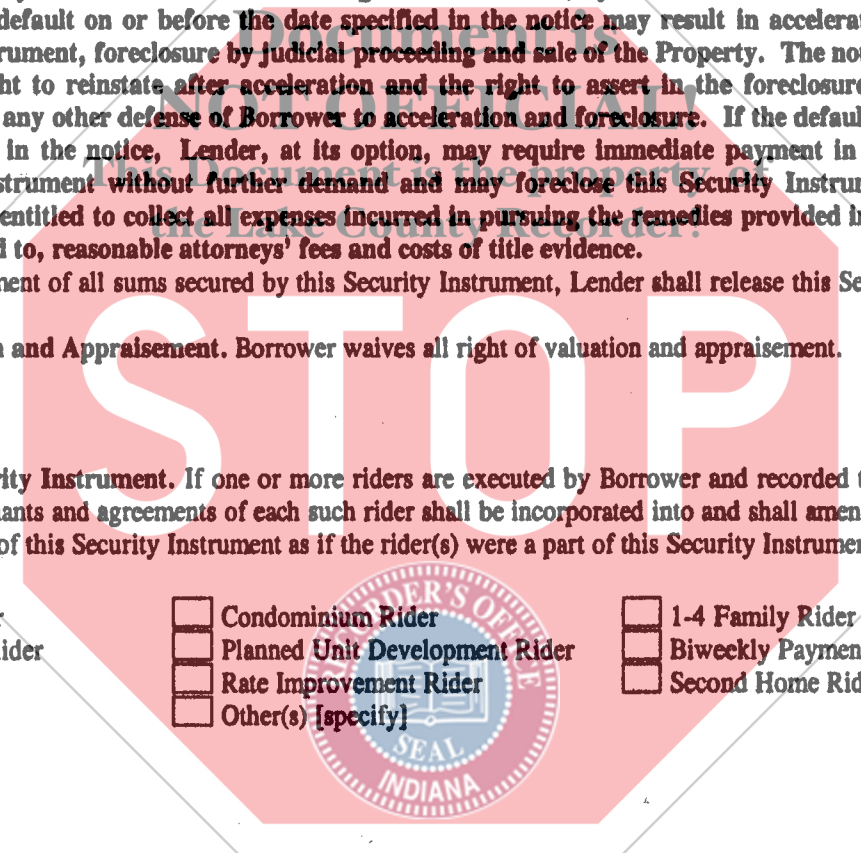 default on or before the date specified in the notice may result in accelera
rument, foreclosure by judicial proceeding and sale of the Property. The not
ht to reinstate after acceleration and the right to assert in the foreclosure
any other defense of Borrower to acceleration and foreclosure. If the defaul
in the notice, Lender, at its option, may require immediate payment in
strument without further demand and may foreclose this Security Instrum
entitled to collect all expenses incurred in pursuing the remedies provided in
d to, reasonable attorneys' fees and costs of title evidence.
ment of all sums secured by this Security Instrument, Lender shall release this Se
n and Appraisement. Borrower waives all right of valuation and appraisement.
rity Instrument. If one or more riders are executed by Borrower and recorded t
nants and agreements of each such rider shall be incorporated into and shall amen
of this Security Instrument as if the rider(s) were a part of this Security Instrumen
Condominium Rider
1-4 Family Rider
ider
Planned Unit Development Rider
Biweekly Paymen
Rate Improvement Rider
Second Home Rid
Other(s) [specify]
Document is
NOT OFFICIAL!
This Document is the property of
the Lake County Recorder!
STOP
RECORDER'S OFFICE
SEAL
INDIANA